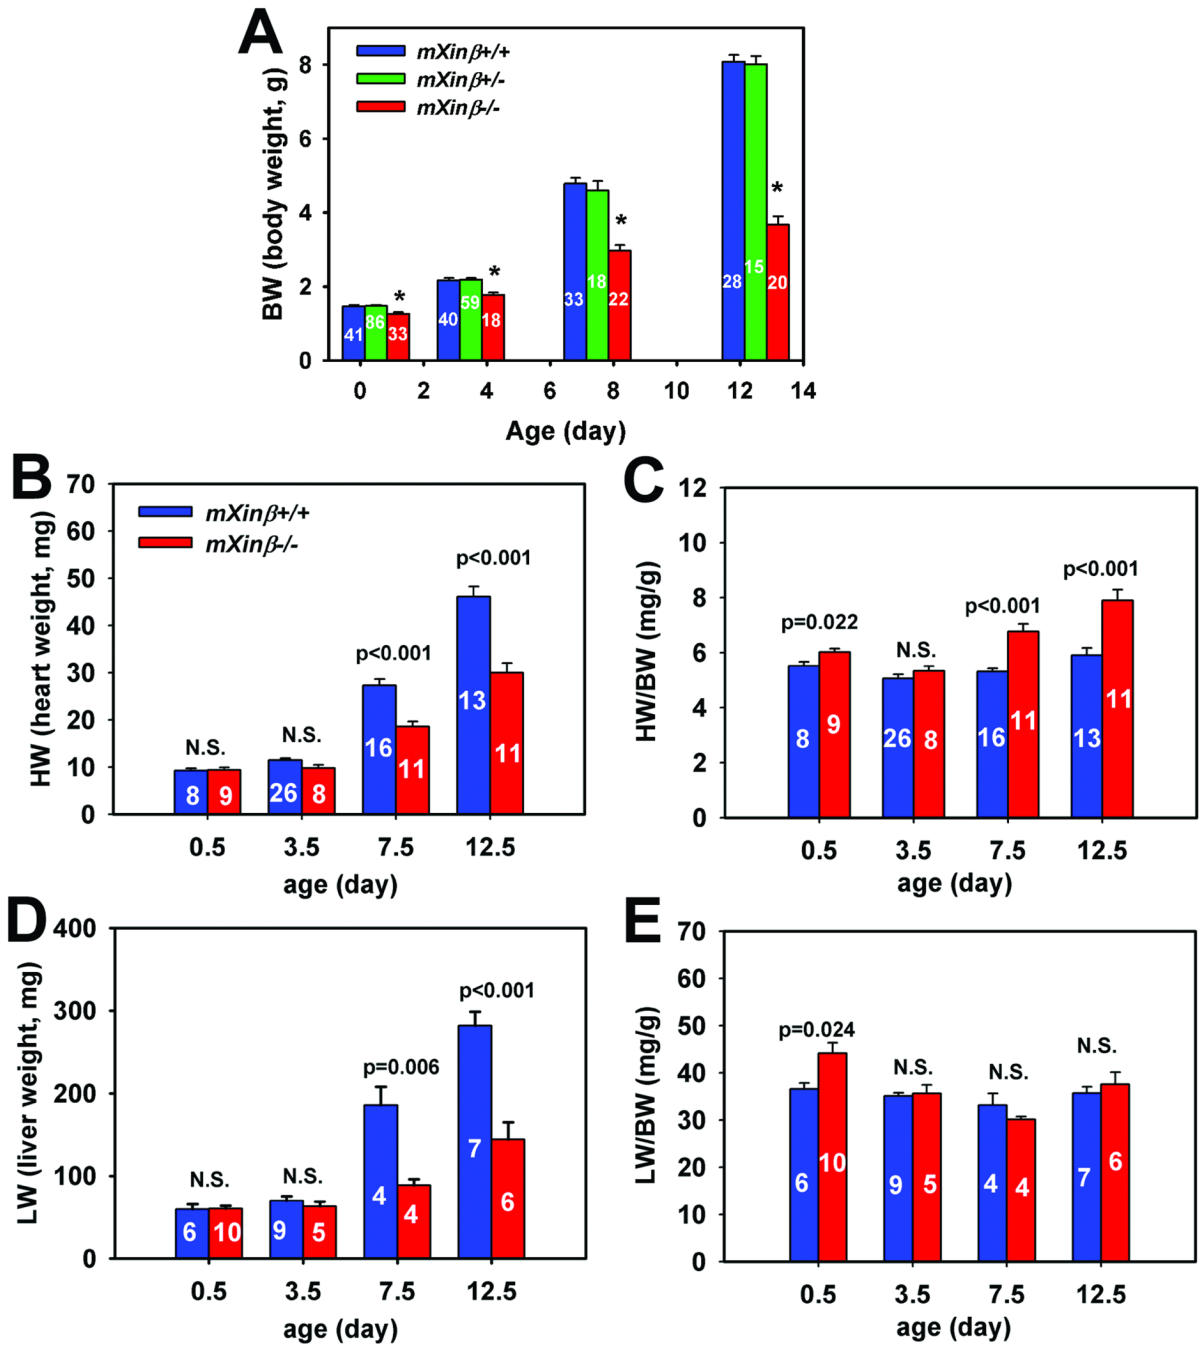 A
BW (body weight, g)
mXinβ+/+
mXinβ+/-
mXinβ-/-
8
6
4
2
0
41 86 33 *
40 59 18 *
33 18 22 *
28 15 20 *
0 2 4 6 8 10 12 14
Age (day)
B
HW (heart weight, mg)
mXinβ+/+
mXinβ-/-
70
60
50
40
30
20
10
0
N.S.
N.S.
p<0.001
p<0.001
8 9 26 8 16 11 13 11
0.5 3.5 7.5 12.5
age (day)
C
HW/BW (mg/g)
12
10
8
6
4
2
0
p=0.022
N.S.
p<0.001
p<0.001
8 9 26 8 16 11 13 11
0.5 3.5 7.5 12.5
age (day)
D
LW (liver weight, mg)
400
300
200
100
0
N.S.
N.S.
p=0.006
p<0.001
6 10 9 5 4 4 7 6
0.5 3.5 7.5 12.5
age (day)
E
LW/BW (mg/g)
70
60
50
40
30
20
10
0
p=0.024
N.S.
N.S.
N.S.
6 10 9 5 4 4 7 6
0.5 3.5 7.5 12.5
age (day)